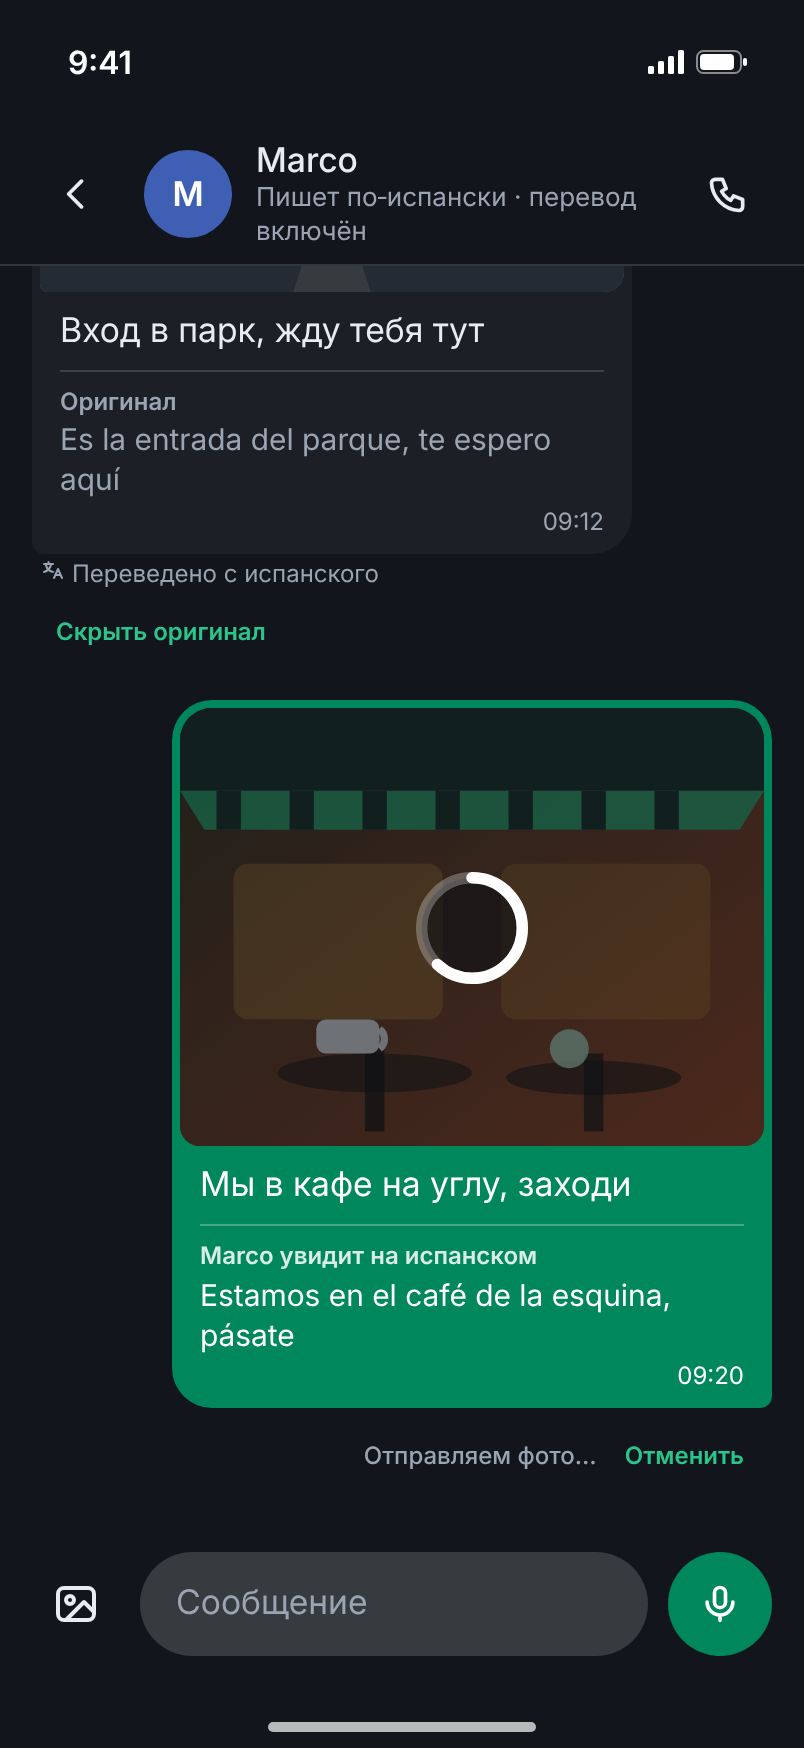 9:41
Marco
M
Пишет по-испански · перевод
включён
Вход в парк, жду тебя тут
Оригинал
Es la entrada del parque, te espero
aquí
09:12
Переведено с испанского
Скрыть оригинал
Мы в кафе на углу, заходи
Marco увидит на испанском
Estamos en el café de la esquina,
pásate
09:20
Отправляем фото... Отменить
Сообщение